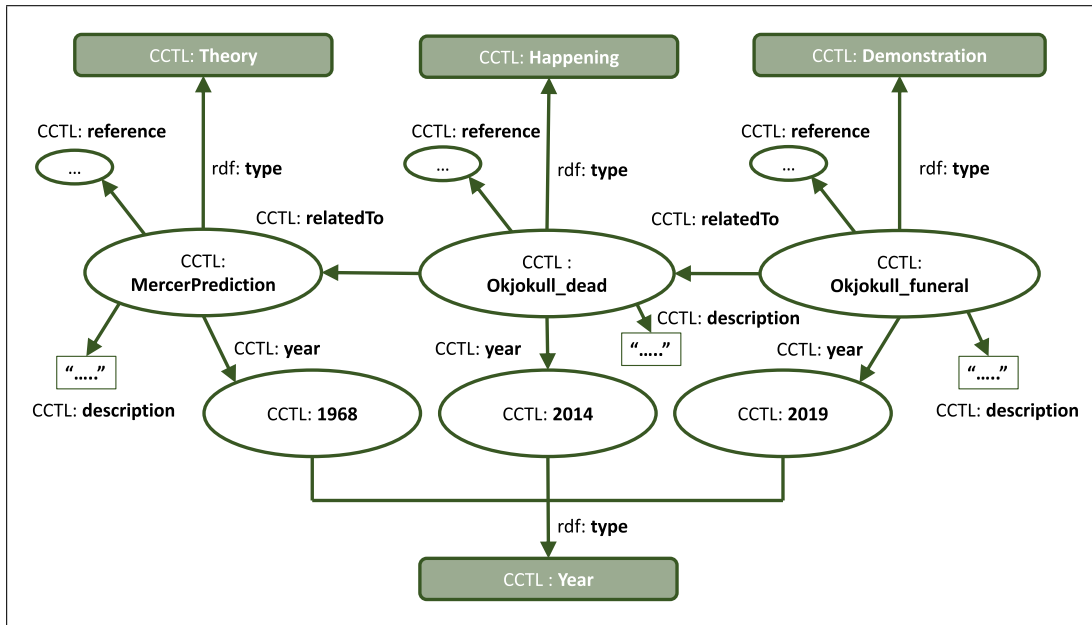 CCTL: Theory
CCTL: Happening
CCTL: Demonstration
CCTL: reference
CCTL: reference
CCTL: reference
...
...
...
rdf: type
rdf: type
rdf: type
CCTL: relatedTo
CCTL: relatedTo
CCTL:
MercerPrediction
CCTL :
Okjokull_dead
CCTL:
Okjokull_funeral
CCTL: description
CCTL: year
CCTL: year
CCTL: year
“…..”
“…..”
“…..”
CCTL: description
CCTL: description
CCTL: 1968
CCTL: 2014
CCTL: 2019
rdf: type
CCTL : Year